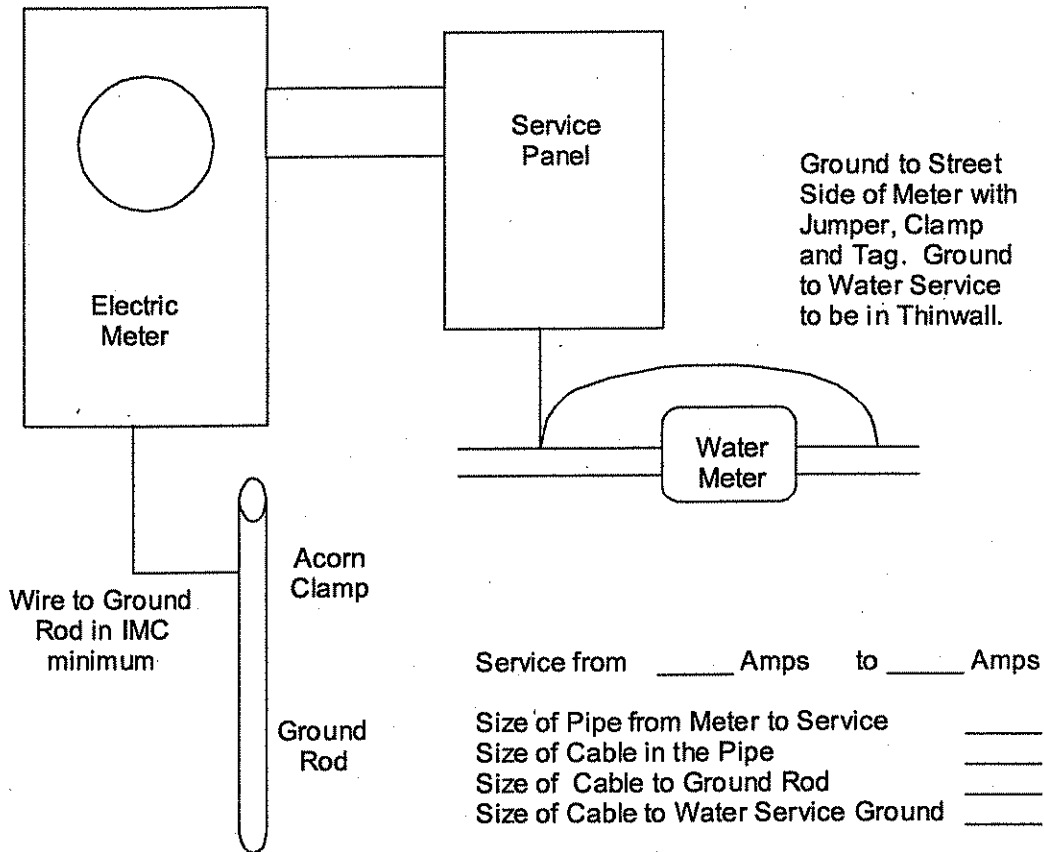 Service
Panel
Ground to Street
Side of Meter with
Jumper, Clamp
and Tag. Ground
to Water Service
to be in Thinwall.
Electric
Meter
Water
Meter
Acorn
Clamp
Wire to Ground
Rod in IMC
minimum
Ground
Rod
Service from _____ Amps to _____ Amps
Size of Pipe from Meter to Service _____
Size of Cable in the Pipe _____
Size of Cable to Ground Rod _____
Size of Cable to Water Service Ground _____